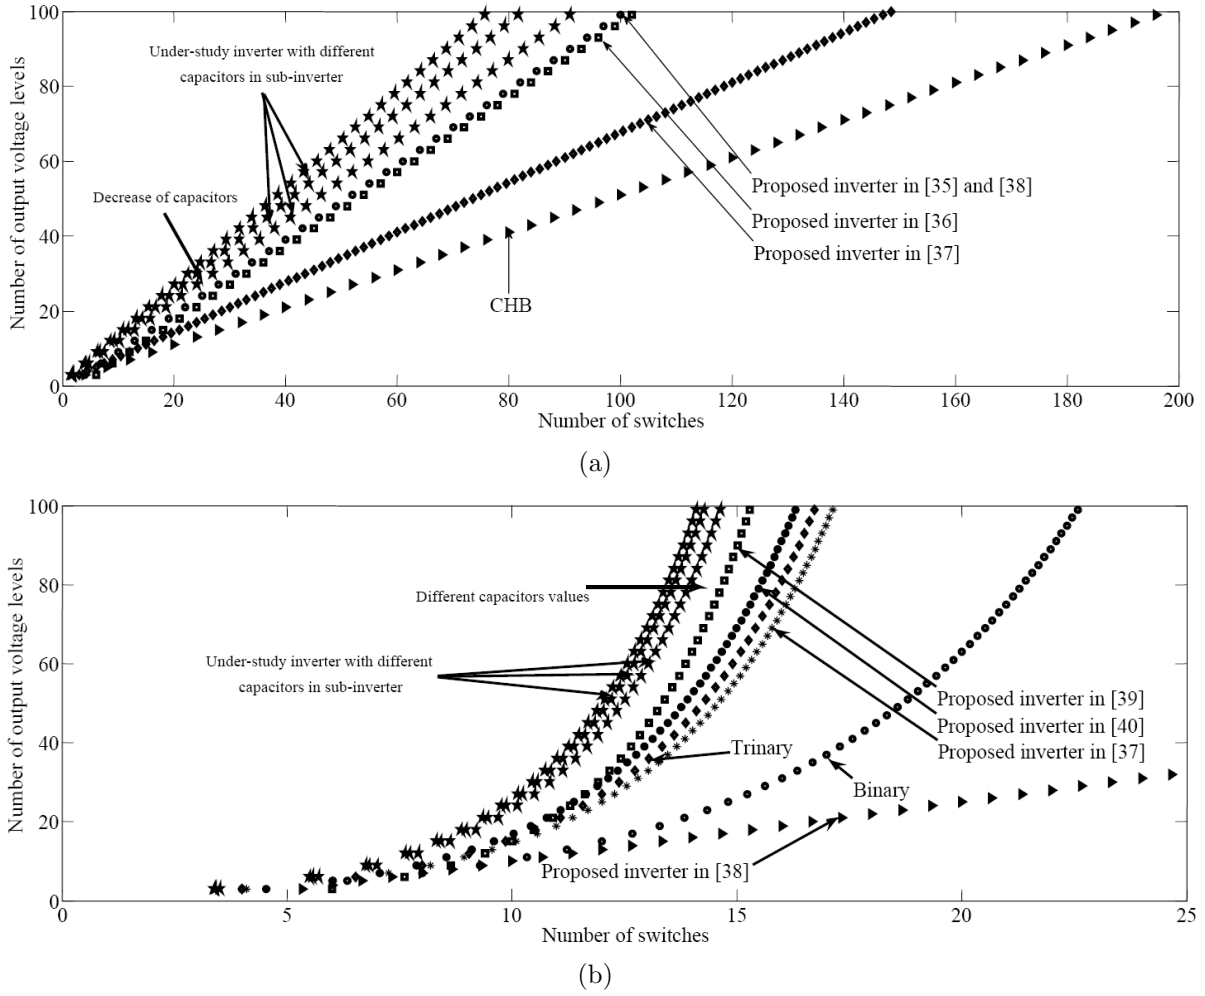 100
80
60
40
20
0
Number of output voltage levels
Under-study inverter with different
capacitors in sub-inverter
Decrease of capacitors
Proposed inverter in [35] and [38]
Proposed inverter in [36]
Proposed inverter in [37]
CHB
0 20 40 60 80 100 120 140 160 180 200
Number of switches
(a)
100
80
60
40
20
0
Number of output voltage levels
Different capacitors values
Under-study inverter with different
capacitors in sub-inverter
Proposed inverter in [39]
Proposed inverter in [40]
Proposed inverter in [37]
Trinary
Binary
Proposed inverter in [38]
0 5 10 15 20 25
Number of switches
(b)